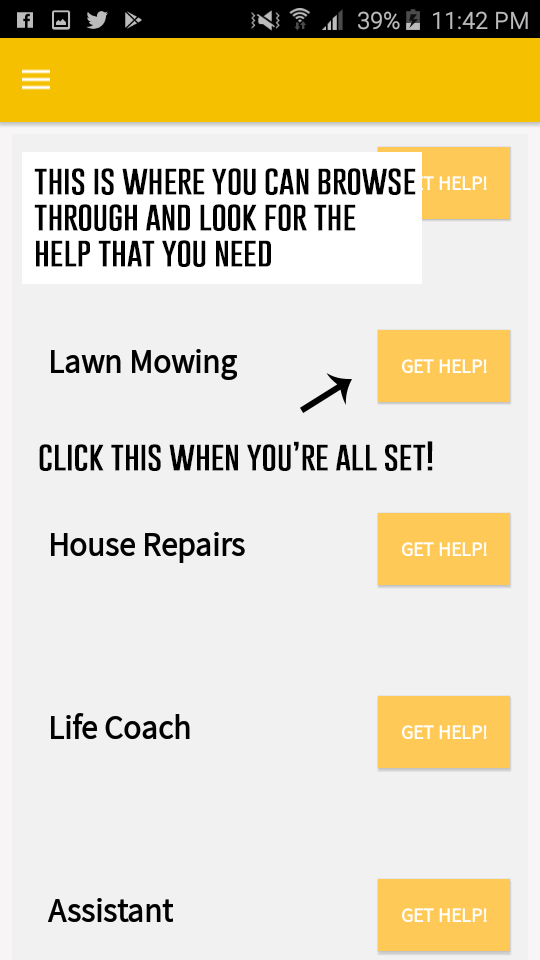 39% 11:42 PM
THIS IS WHERE YOU CAN BROWSE
THROUGH AND LOOK FOR THE
HELP THAT YOU NEED
HELP!
Lawn Mowing
GET HELP!
CLICK THIS WHEN YOU'RE ALL SET!
House Repairs
GET HELP!
Life Coach
GET HELP!
Assistant
GET HELP!